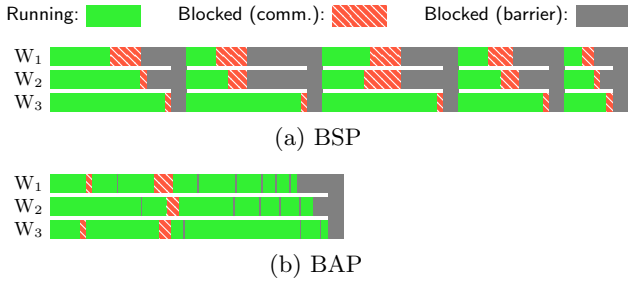 Running: Blocked (comm.): Blocked (barrier):
W₁
W₂
W₃
(a) BSP
W₁
W₂
W₃
(b) BAP